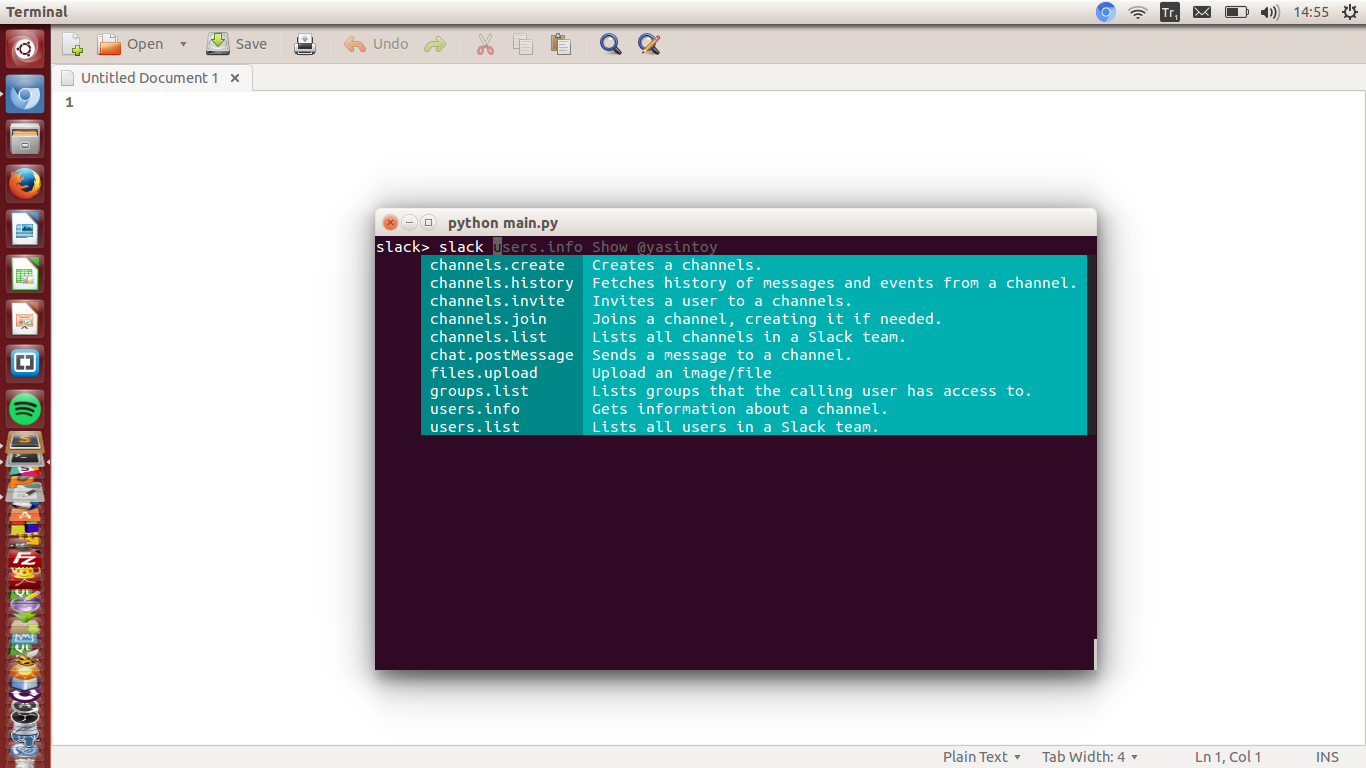 Terminal
Tr1
14:55
Open
Save
Undo
Untitled Document 1
1
python main.py
slack> slack users.info Show @yasintoy
channels.create Creates a channels.
channels.history Fetches history of messages and events from a channel.
channels.invite Invites a user to a channels.
channels.join Joins a channel, creating it if needed.
channels.list Lists all channels in a Slack team.
chat.postMessage Sends a message to a channel.
files.upload Upload an image/file
groups.list Lists groups that the calling user has access to.
users.info Gets information about a channel.
users.list Lists all users in a Slack team.
Fz
Plain Text Tab Width: 4 Ln 1, Col 1 INS